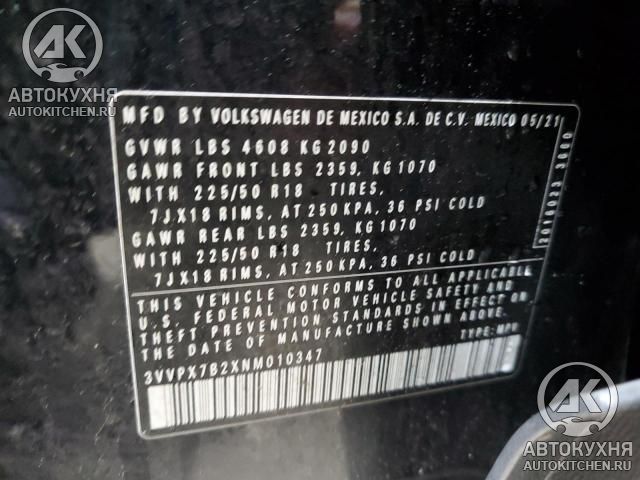 АК
АВТОКУХНЯ
AUTOKITCHEN.RU
MFD BY VOLKSWAGEN DE MEXICO S.A. DE C.V. MEXICO 05/21
GVWR LBS 4608 KG 2090
GAWR FRONT LBS 2359, KG 1070
WITH 225/50 R18 TIRES,
7JX18 RIMS, AT 250 KPA, 36 PSI COLD
GAWR REAR LBS 2359, KG 1070
WITH 225/50 R18 TIRES,
7JX18 RIMS, AT 250 KPA, 36 PSI COLD
THIS VEHICLE CONFORMS TO ALL APPLICABLE
U.S. FEDERAL MOTOR VEHICLE SAFETY AND
THEFT PREVENTION STANDARDS IN EFFECT ON
THE DATE OF MANUFACTURE SHOWN ABOVE.
TYPE: MPV
3VVPX7B2XNM010347
2016023 3000
АК
АВТОКУХНЯ
AUTOKITCHEN.RU